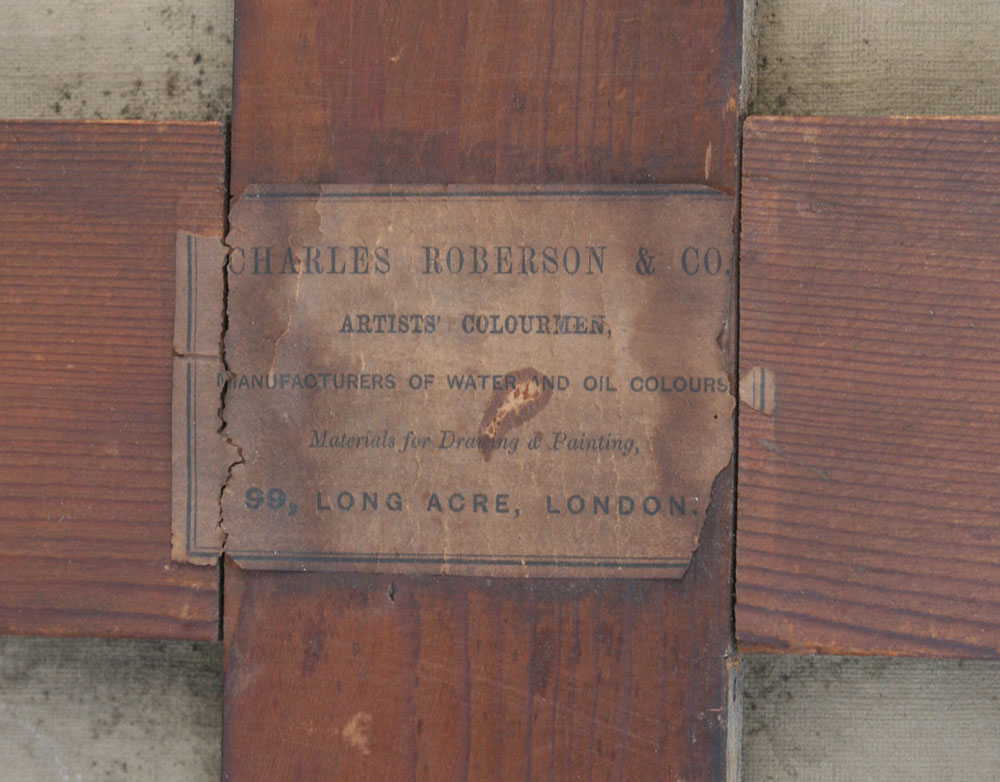 CHARLES ROBERSON & CO.
ARTISTS' COLOURMEN,
MANUFACTURERS OF WATER AND OIL COLOURS
Materials for Drawing & Painting,
99, LONG ACRE, LONDON.